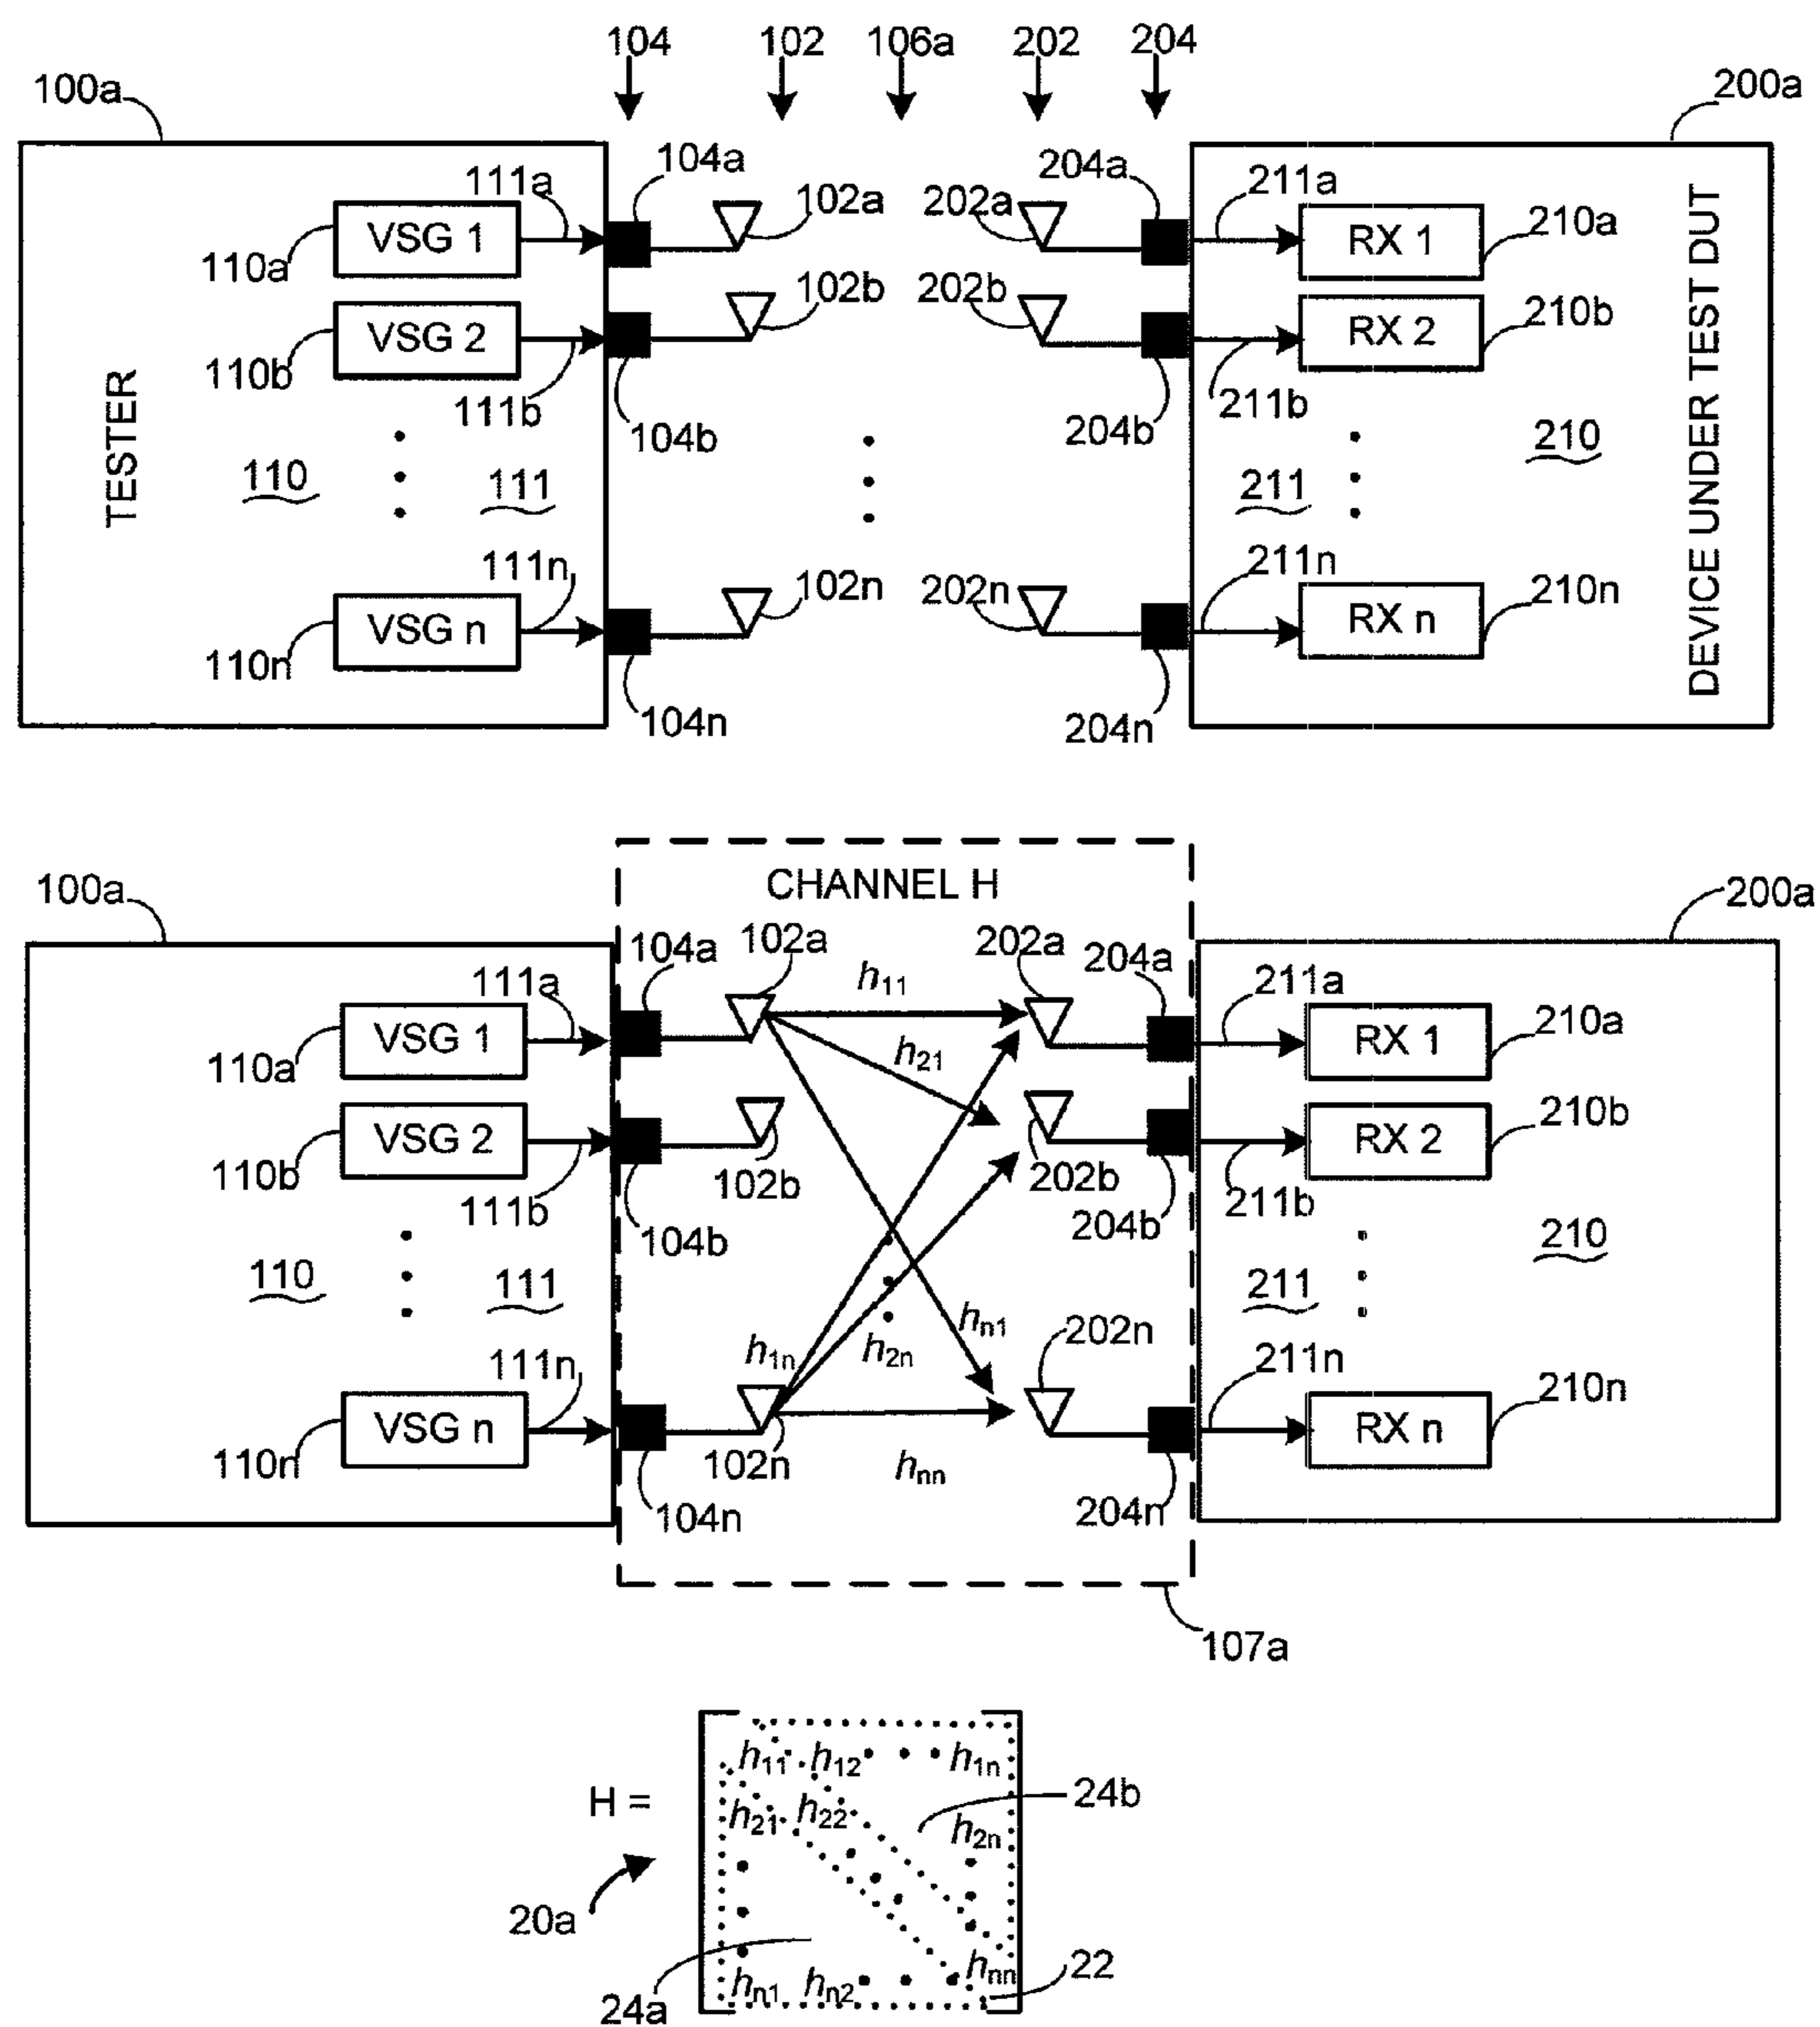 104 102 106a 202 204
100a 200a
104a 204a
111a 102a 202a 211a
VSG 1 RX 1 210a
110a
102b 202b
VSG 2 RX 2 210b
110b 111b 104b 204b 211b
TESTER
110 111 211 210
DEVICE UNDER TEST DUT
111n 102n 202n 211n
VSG n RX n 210n
110n
104n 204n
CHANNEL H
100a 200a
104a 102a 202a 204a
111a h11 211a
VSG 1 RX 1 210a
110a h21
VSG 2 RX 2 210b
110b 102b 202b
111b 104b 204b 211b
110 111 211 210
hn1 202n
h1n h2n
111n 211n
VSG n RX n 210n
110n 102n hnn
104n 204n
107a
h11 h12 h1n
H = 24b
h21 h22 h2n
20a
hnn 22
hn1 hn2
24a